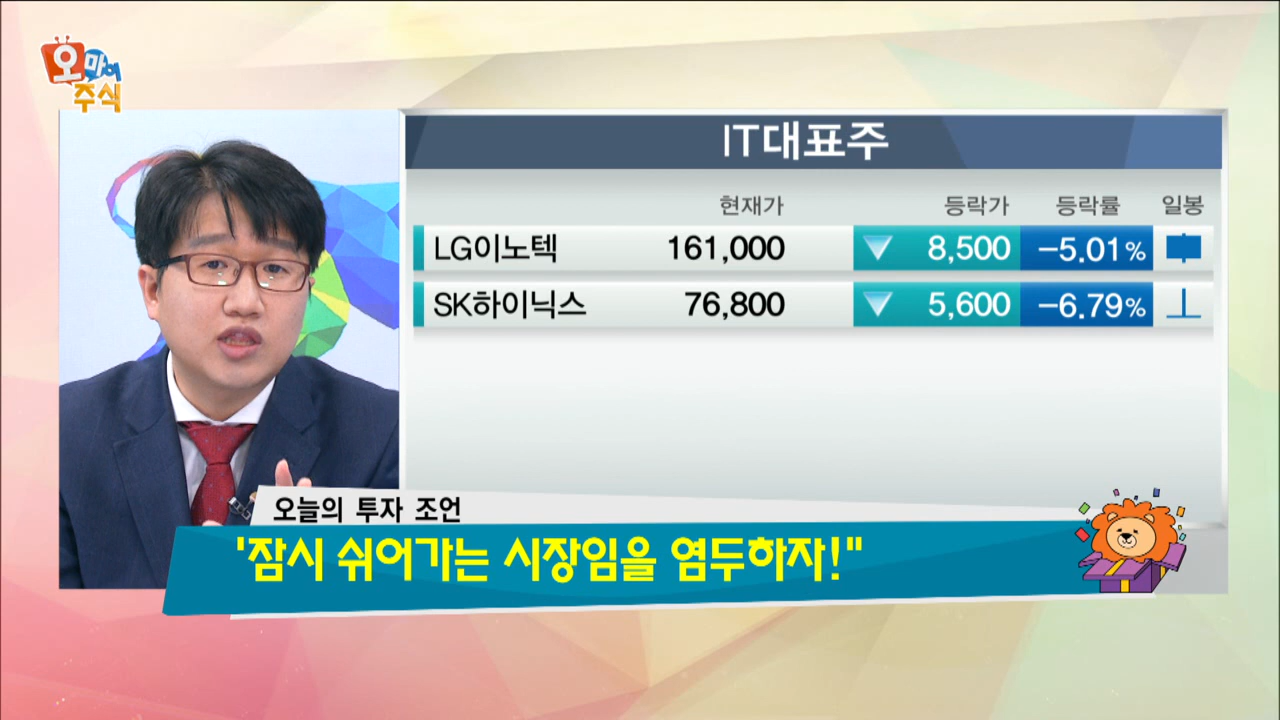 오마이
주식
IT대표주
현재가 등락가 등락률 일봉
LG이노텍 161,000 ▼ 8,500 -5.01%
SK하이닉스 76,800 ▼ 5,600 -6.79%
오늘의 투자 조언
'잠시 쉬어가는 시장임을 염두하자!"